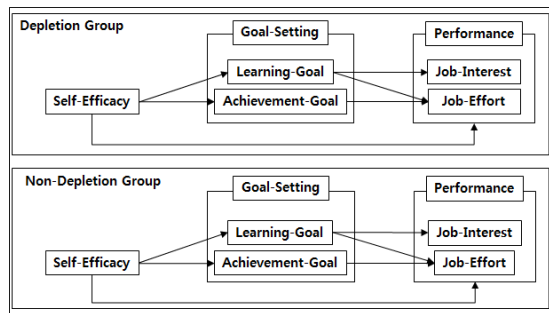 Depletion Group
Goal-Setting
Performance
Learning-Goal
Job-Interest
Self-Efficacy
Achievement-Goal
Job-Effort
Non-Depletion Group
Goal-Setting
Performance
Learning-Goal
Job-Interest
Self-Efficacy
Achievement-Goal
Job-Effort